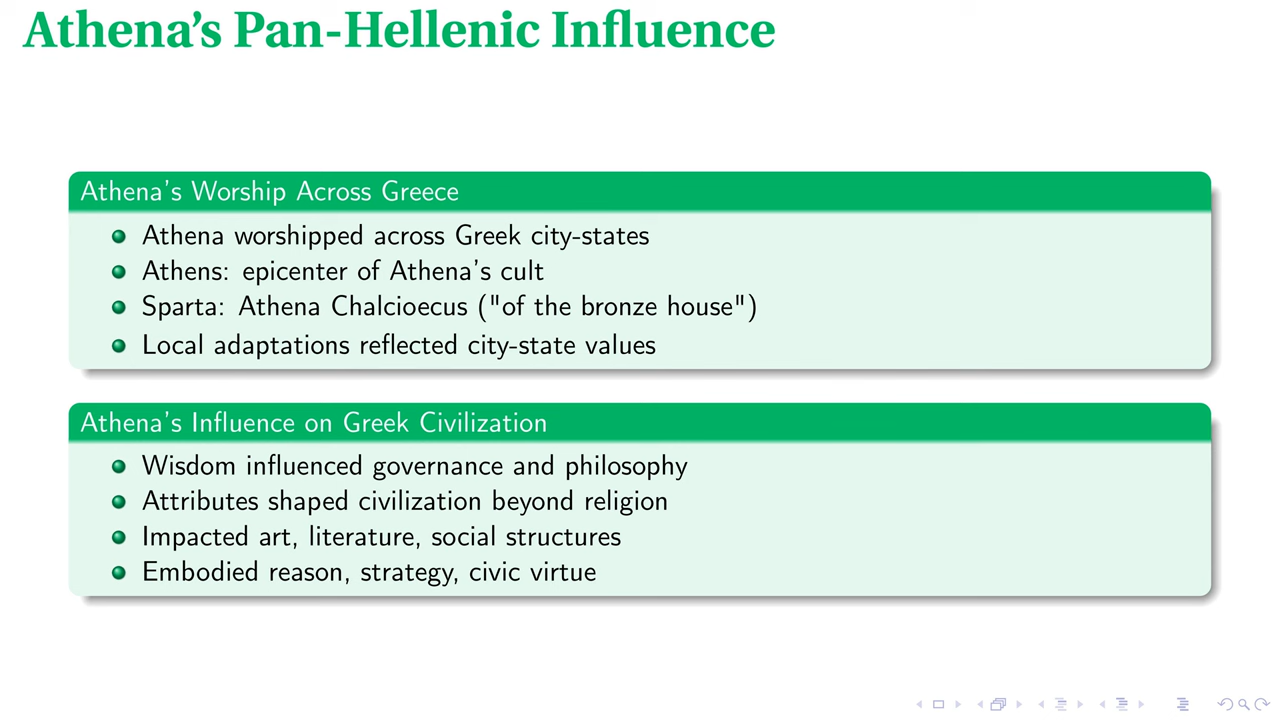 Athena’s Pan-Hellenic Influence
Athena’s Worship Across Greece
Athena worshipped across Greek city-states
Athens: epicenter of Athena’s cult
Sparta: Athena Chalcioecus ("of the bronze house")
Local adaptations reflected city-state values
Athena’s Influence on Greek Civilization
Wisdom influenced governance and philosophy
Attributes shaped civilization beyond religion
Impacted art, literature, social structures
Embodied reason, strategy, civic virtue